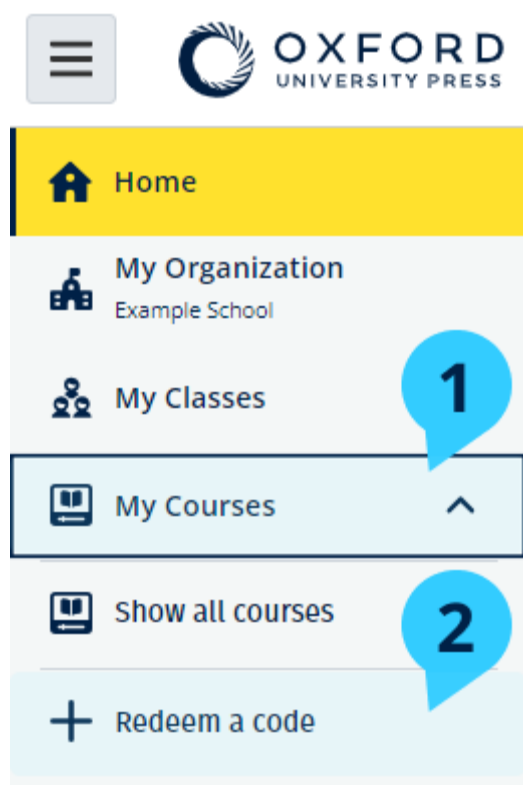 OXFORD
UNIVERSITY PRESS
Home
My Organization
Example School
My Classes
1
My Courses
Show all courses
2
Redeem a code